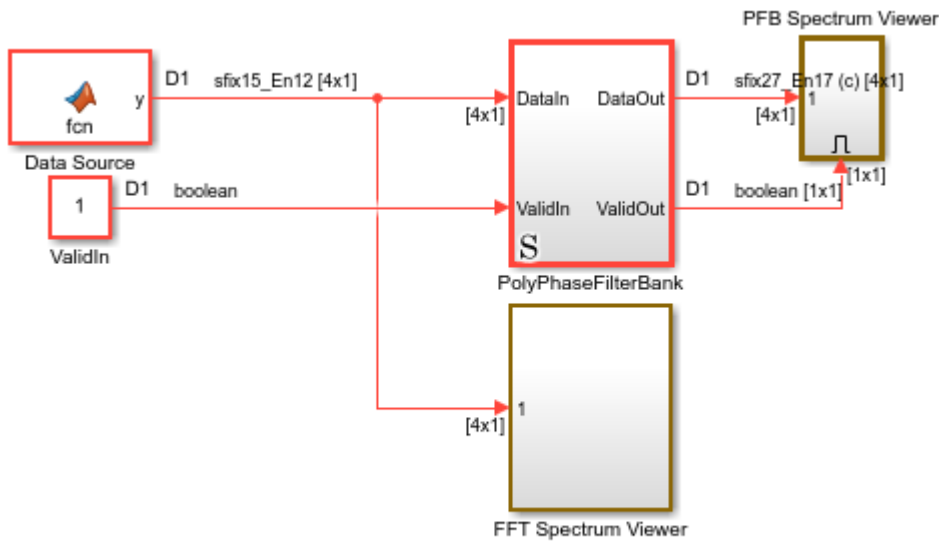 PFB Spectrum Viewer
D1 sfix15_En12 [4x1]
D1 sfix27_En17 (c) [4x1]
y
fcn
DataIn DataOut
1
[4x1]
[4x1]
Data Source
[1x1]
D1 boolean
D1 boolean [1x1]
1
ValidIn ValidOut
ValidIn
S
PolyPhaseFilterBank
1
[4x1]
FFT Spectrum Viewer